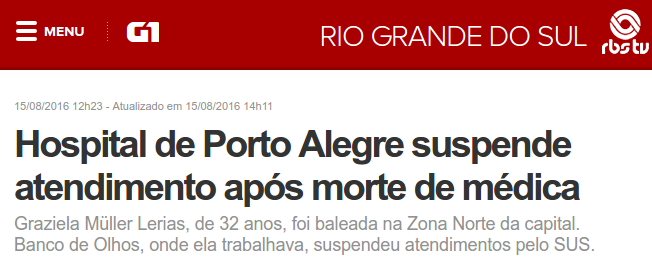 MENU G1 RIO GRANDE DO SUL rbs tv
15/08/2016 12h23 - Atualizado em 15/08/2016 14h11
Hospital de Porto Alegre suspende
atendimento após morte de médica
Graziela Müller Lerias, de 32 anos, foi baleada na Zona Norte da capital.
Banco de Olhos, onde ela trabalhava, suspendeu atendimentos pelo SUS.